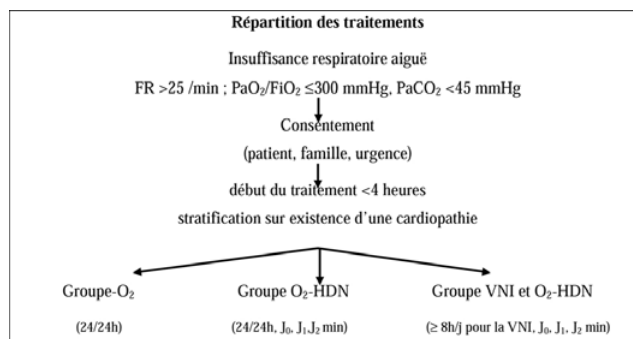 Répartition des traitements
Insuffisance respiratoire aiguë
FR >25 /min ; PaO₂/FiO₂ ≤300 mmHg, PaCO₂ <45 mmHg
Consentement
(patient, famille, urgence)
début du traitement <4 heures
stratification sur existence d'une cardiopathie
Groupe-O₂ Groupe O₂-HDN Groupe VNI et O₂-HDN
(24/24h) (24/24h, J₀, J₁,J₂ min) (≥ 8h/j pour la VNI, J₀, J₁, J₂ min)